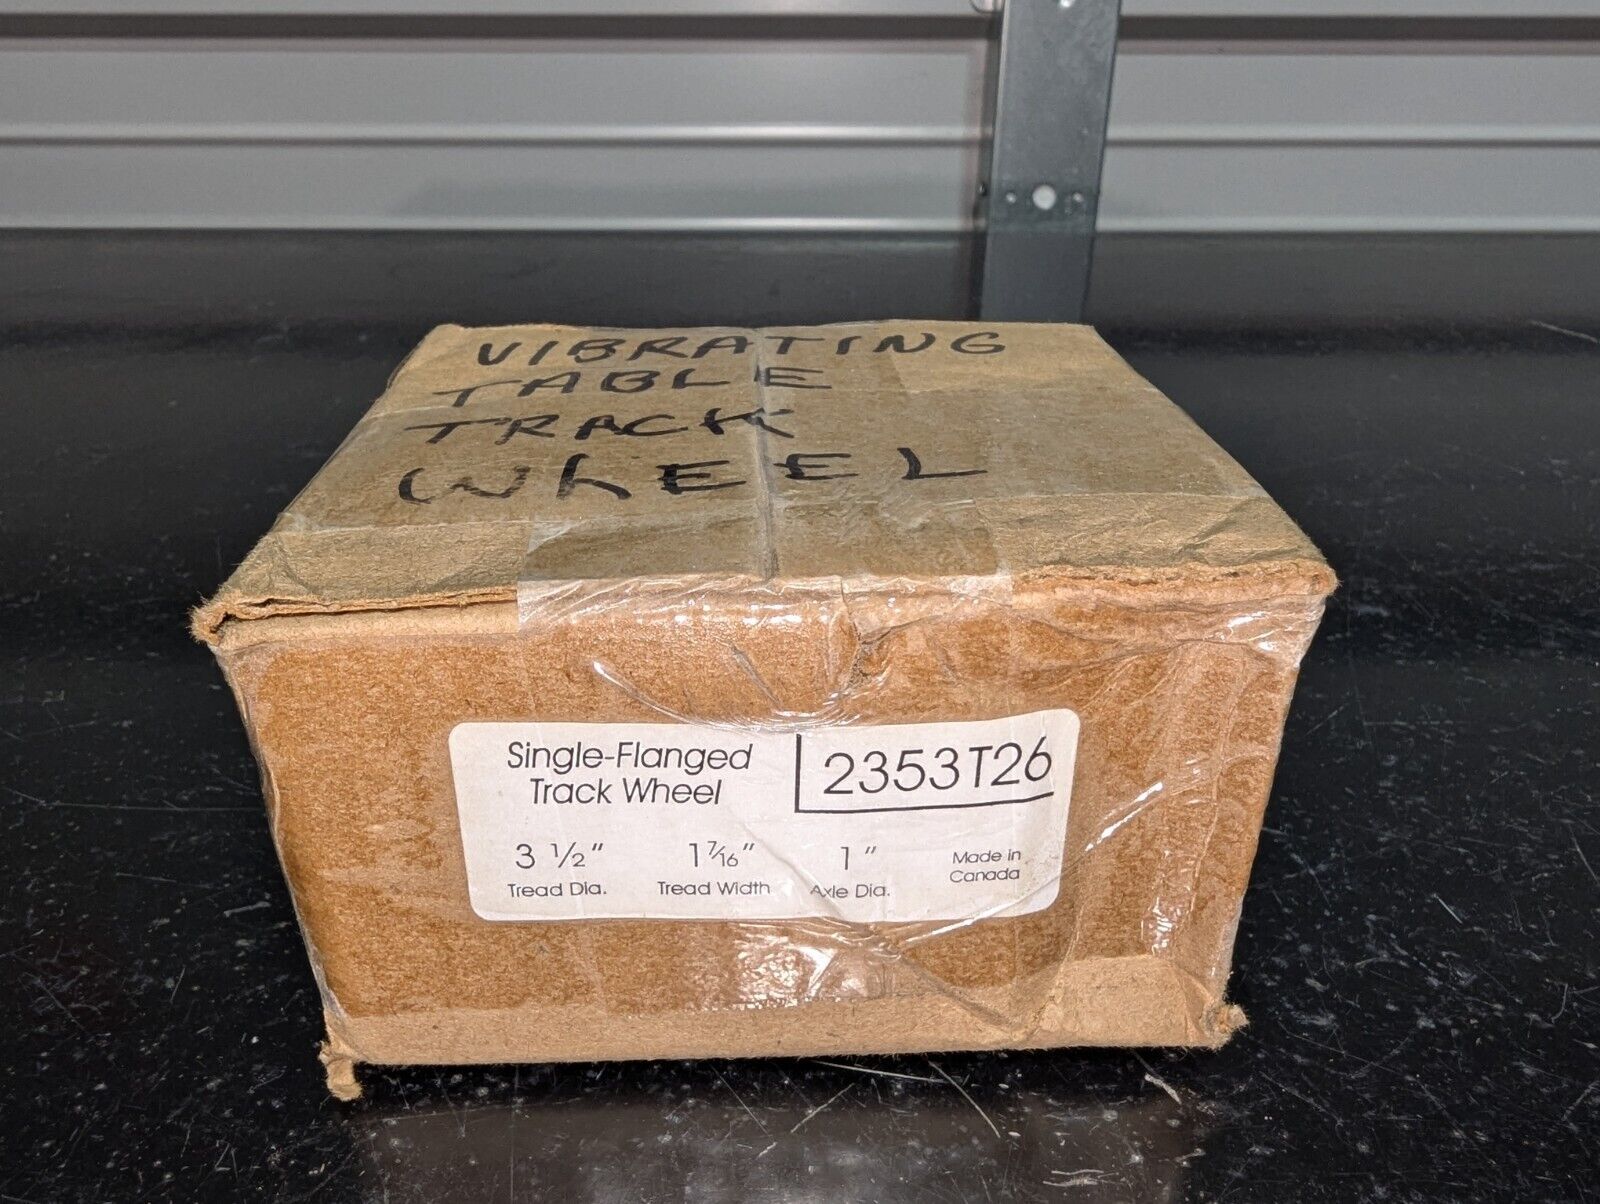 VIBRATING
TABLE
TRACK
WHEEL
Single-Flanged
Track Wheel
2353T26
3 1/2" 1 7/16" 1"
Tread Dia. Tread Width Axle Dia.
Made in
Canada